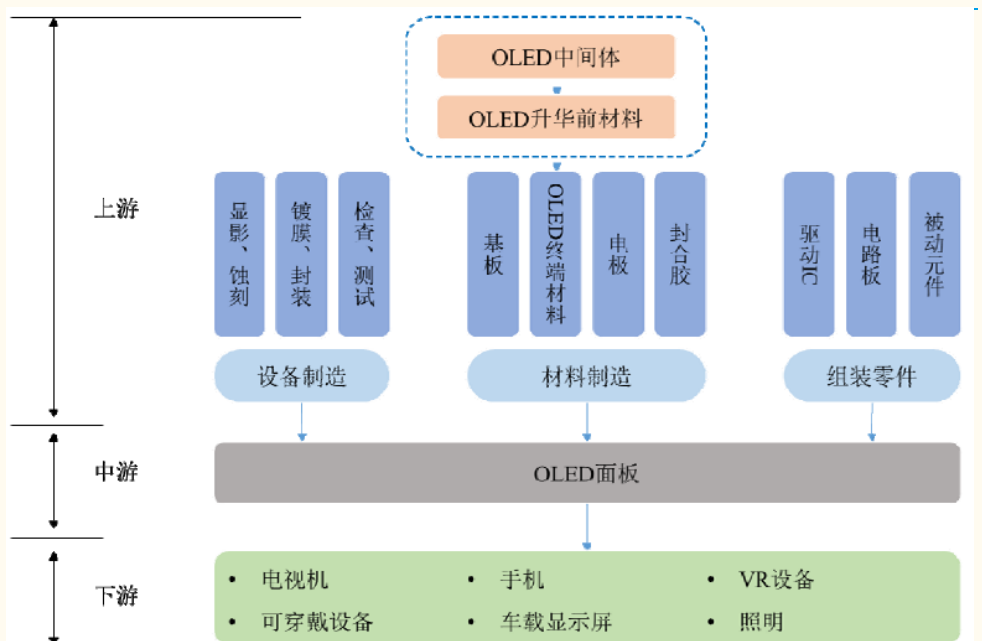 OLED中间体
OLED升华前材料
上游
显影、蚀刻
镀膜、封装
检查、测试
基板
OLED终端材料
电极
封合胶
驱动IC
电路板
被动元件
设备制造
材料制造
组装零件
中游
OLED面板
下游
• 电视机
• 手机
• VR设备
• 可穿戴设备
• 车载显示屏
• 照明